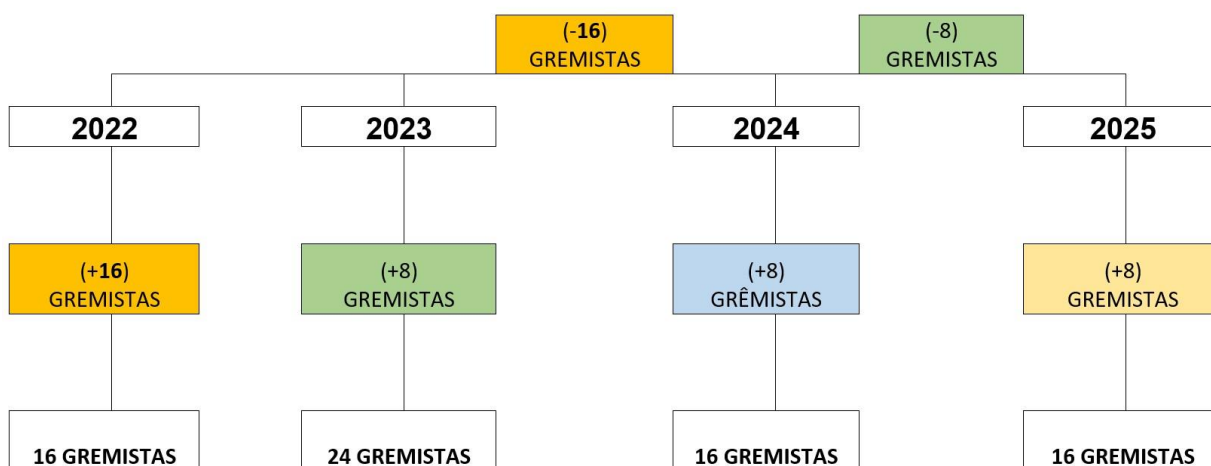 (-16)
GREMISTAS
(-8)
GREMISTAS
2022
2023
2024
2025
(+16)
GREMISTAS
(+8)
GREMISTAS
(+8)
GRÊMISTAS
(+8)
GREMISTAS
16 GREMISTAS
24 GREMISTAS
16 GREMISTAS
16 GREMISTAS